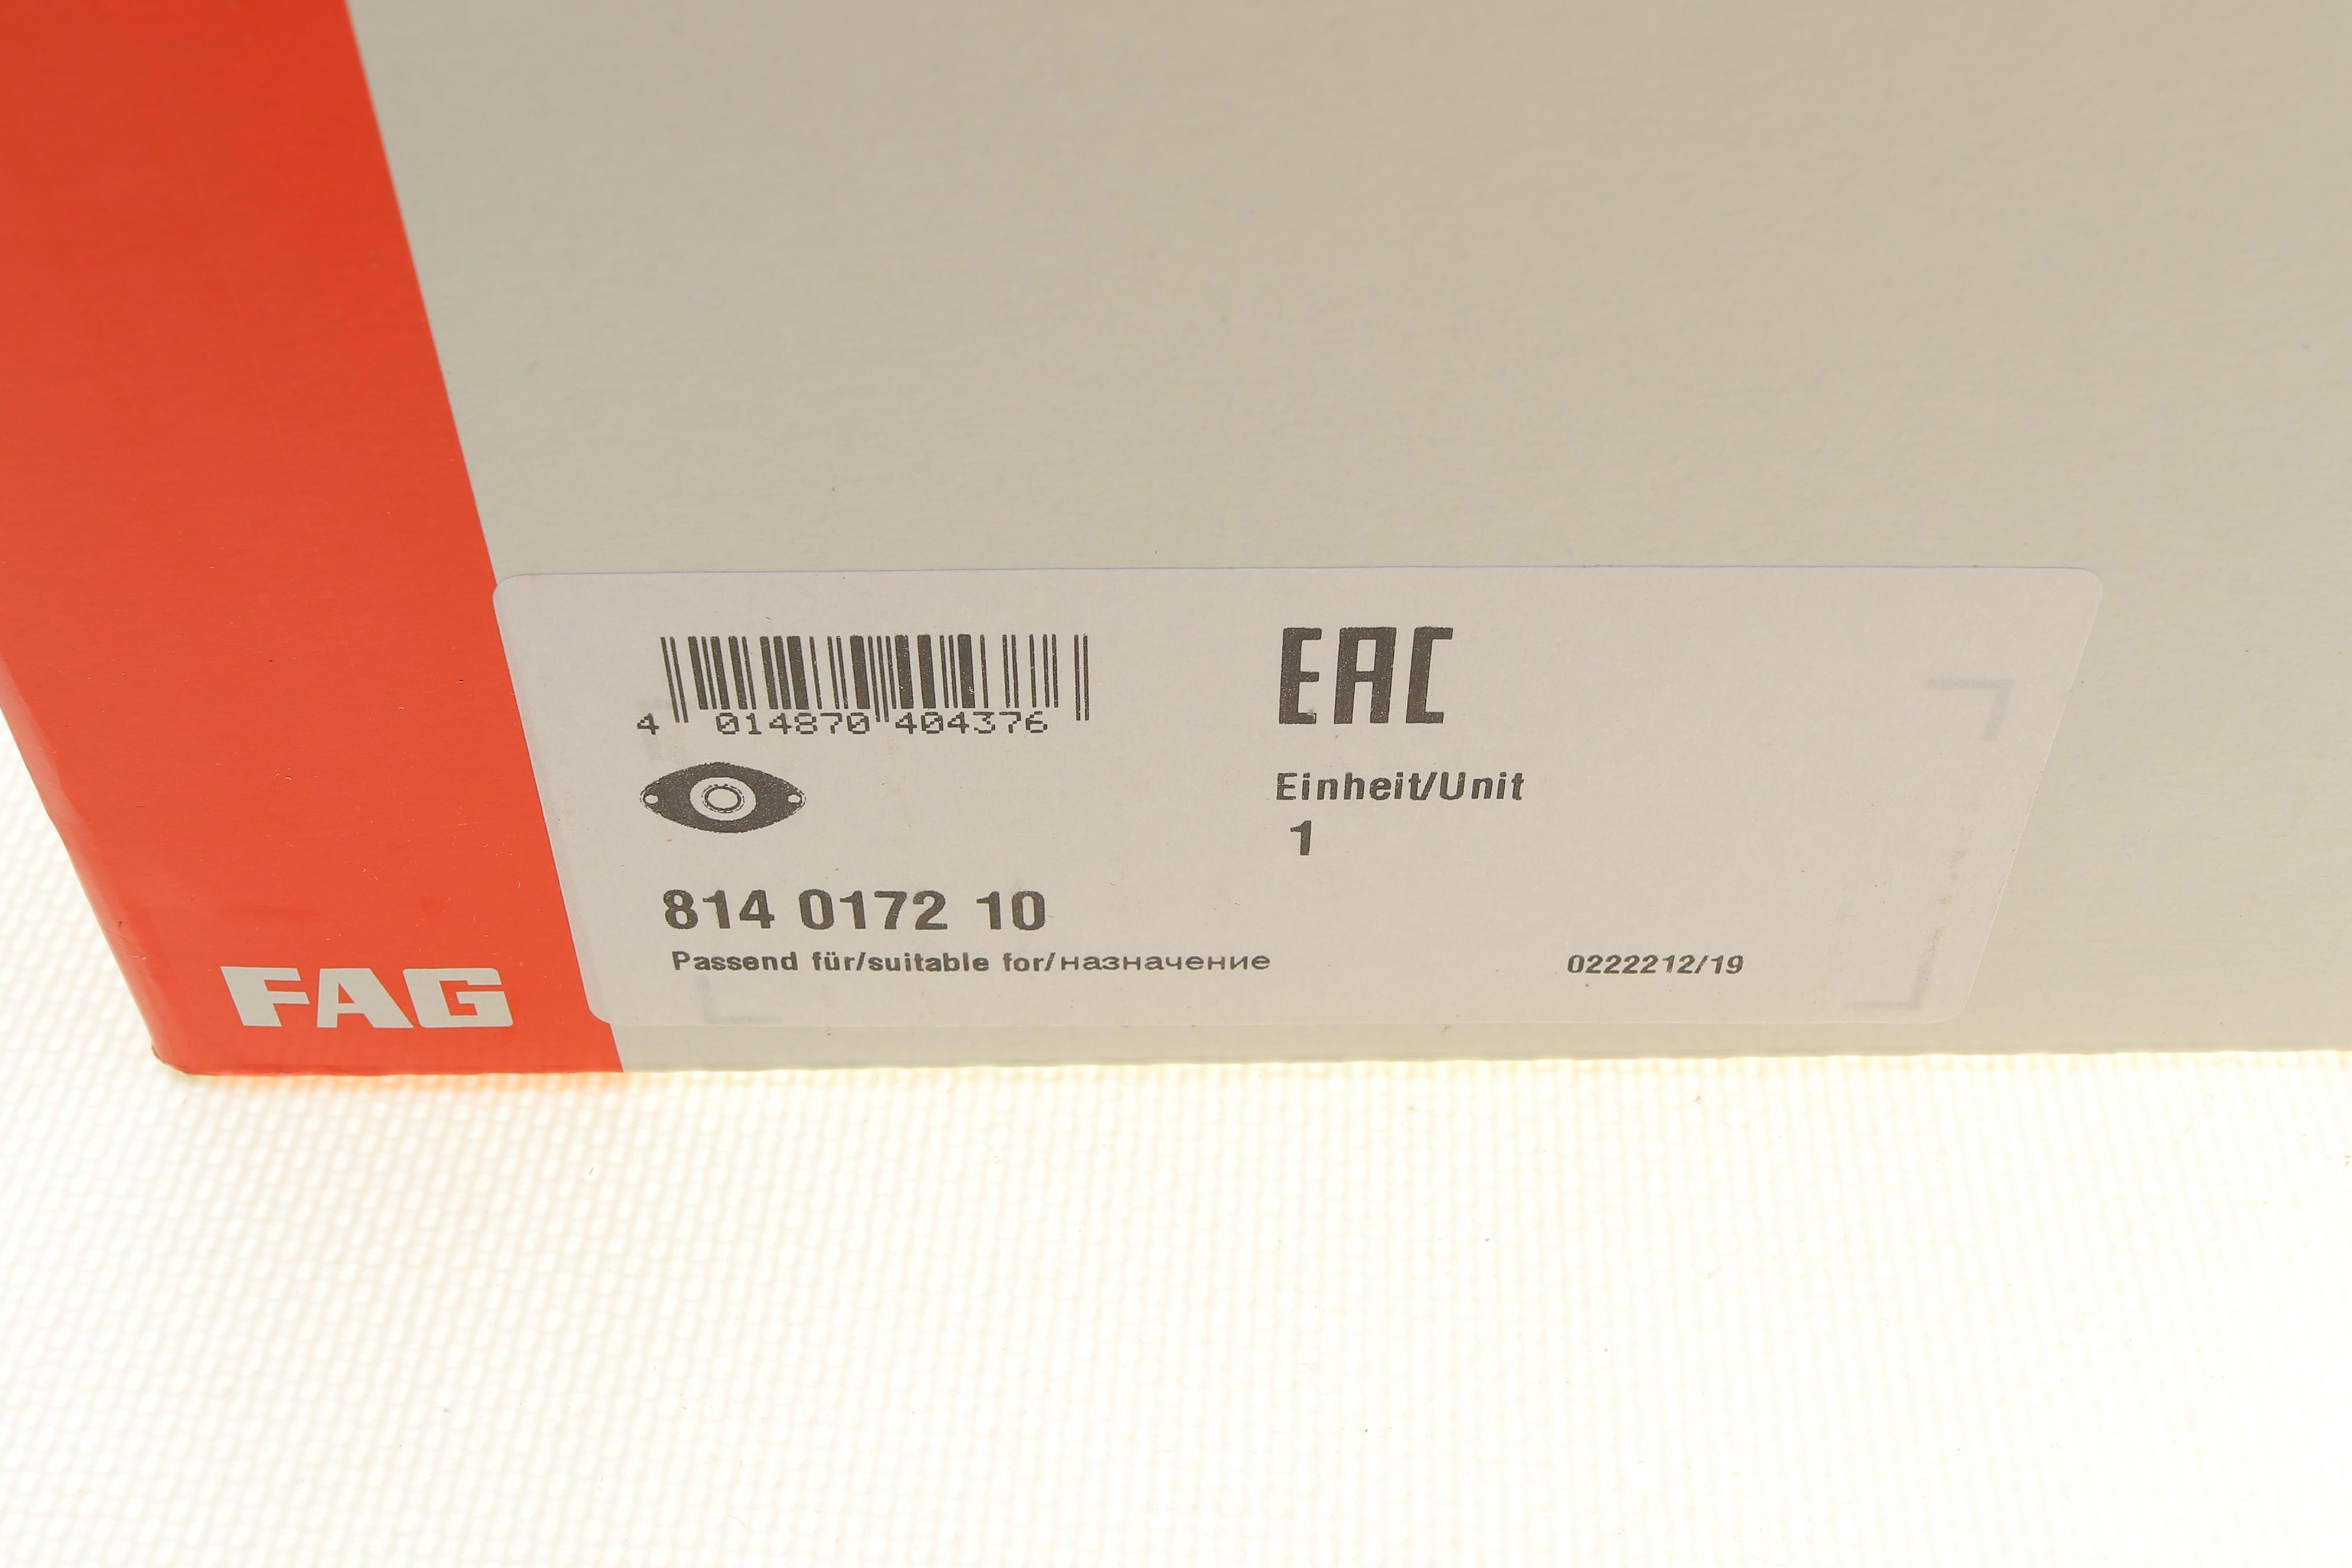 4 014870 404376
EAC
Einheit/Unit
1
814 0172 10
Passend für/suitable for/назначение
0222212/19
FAG